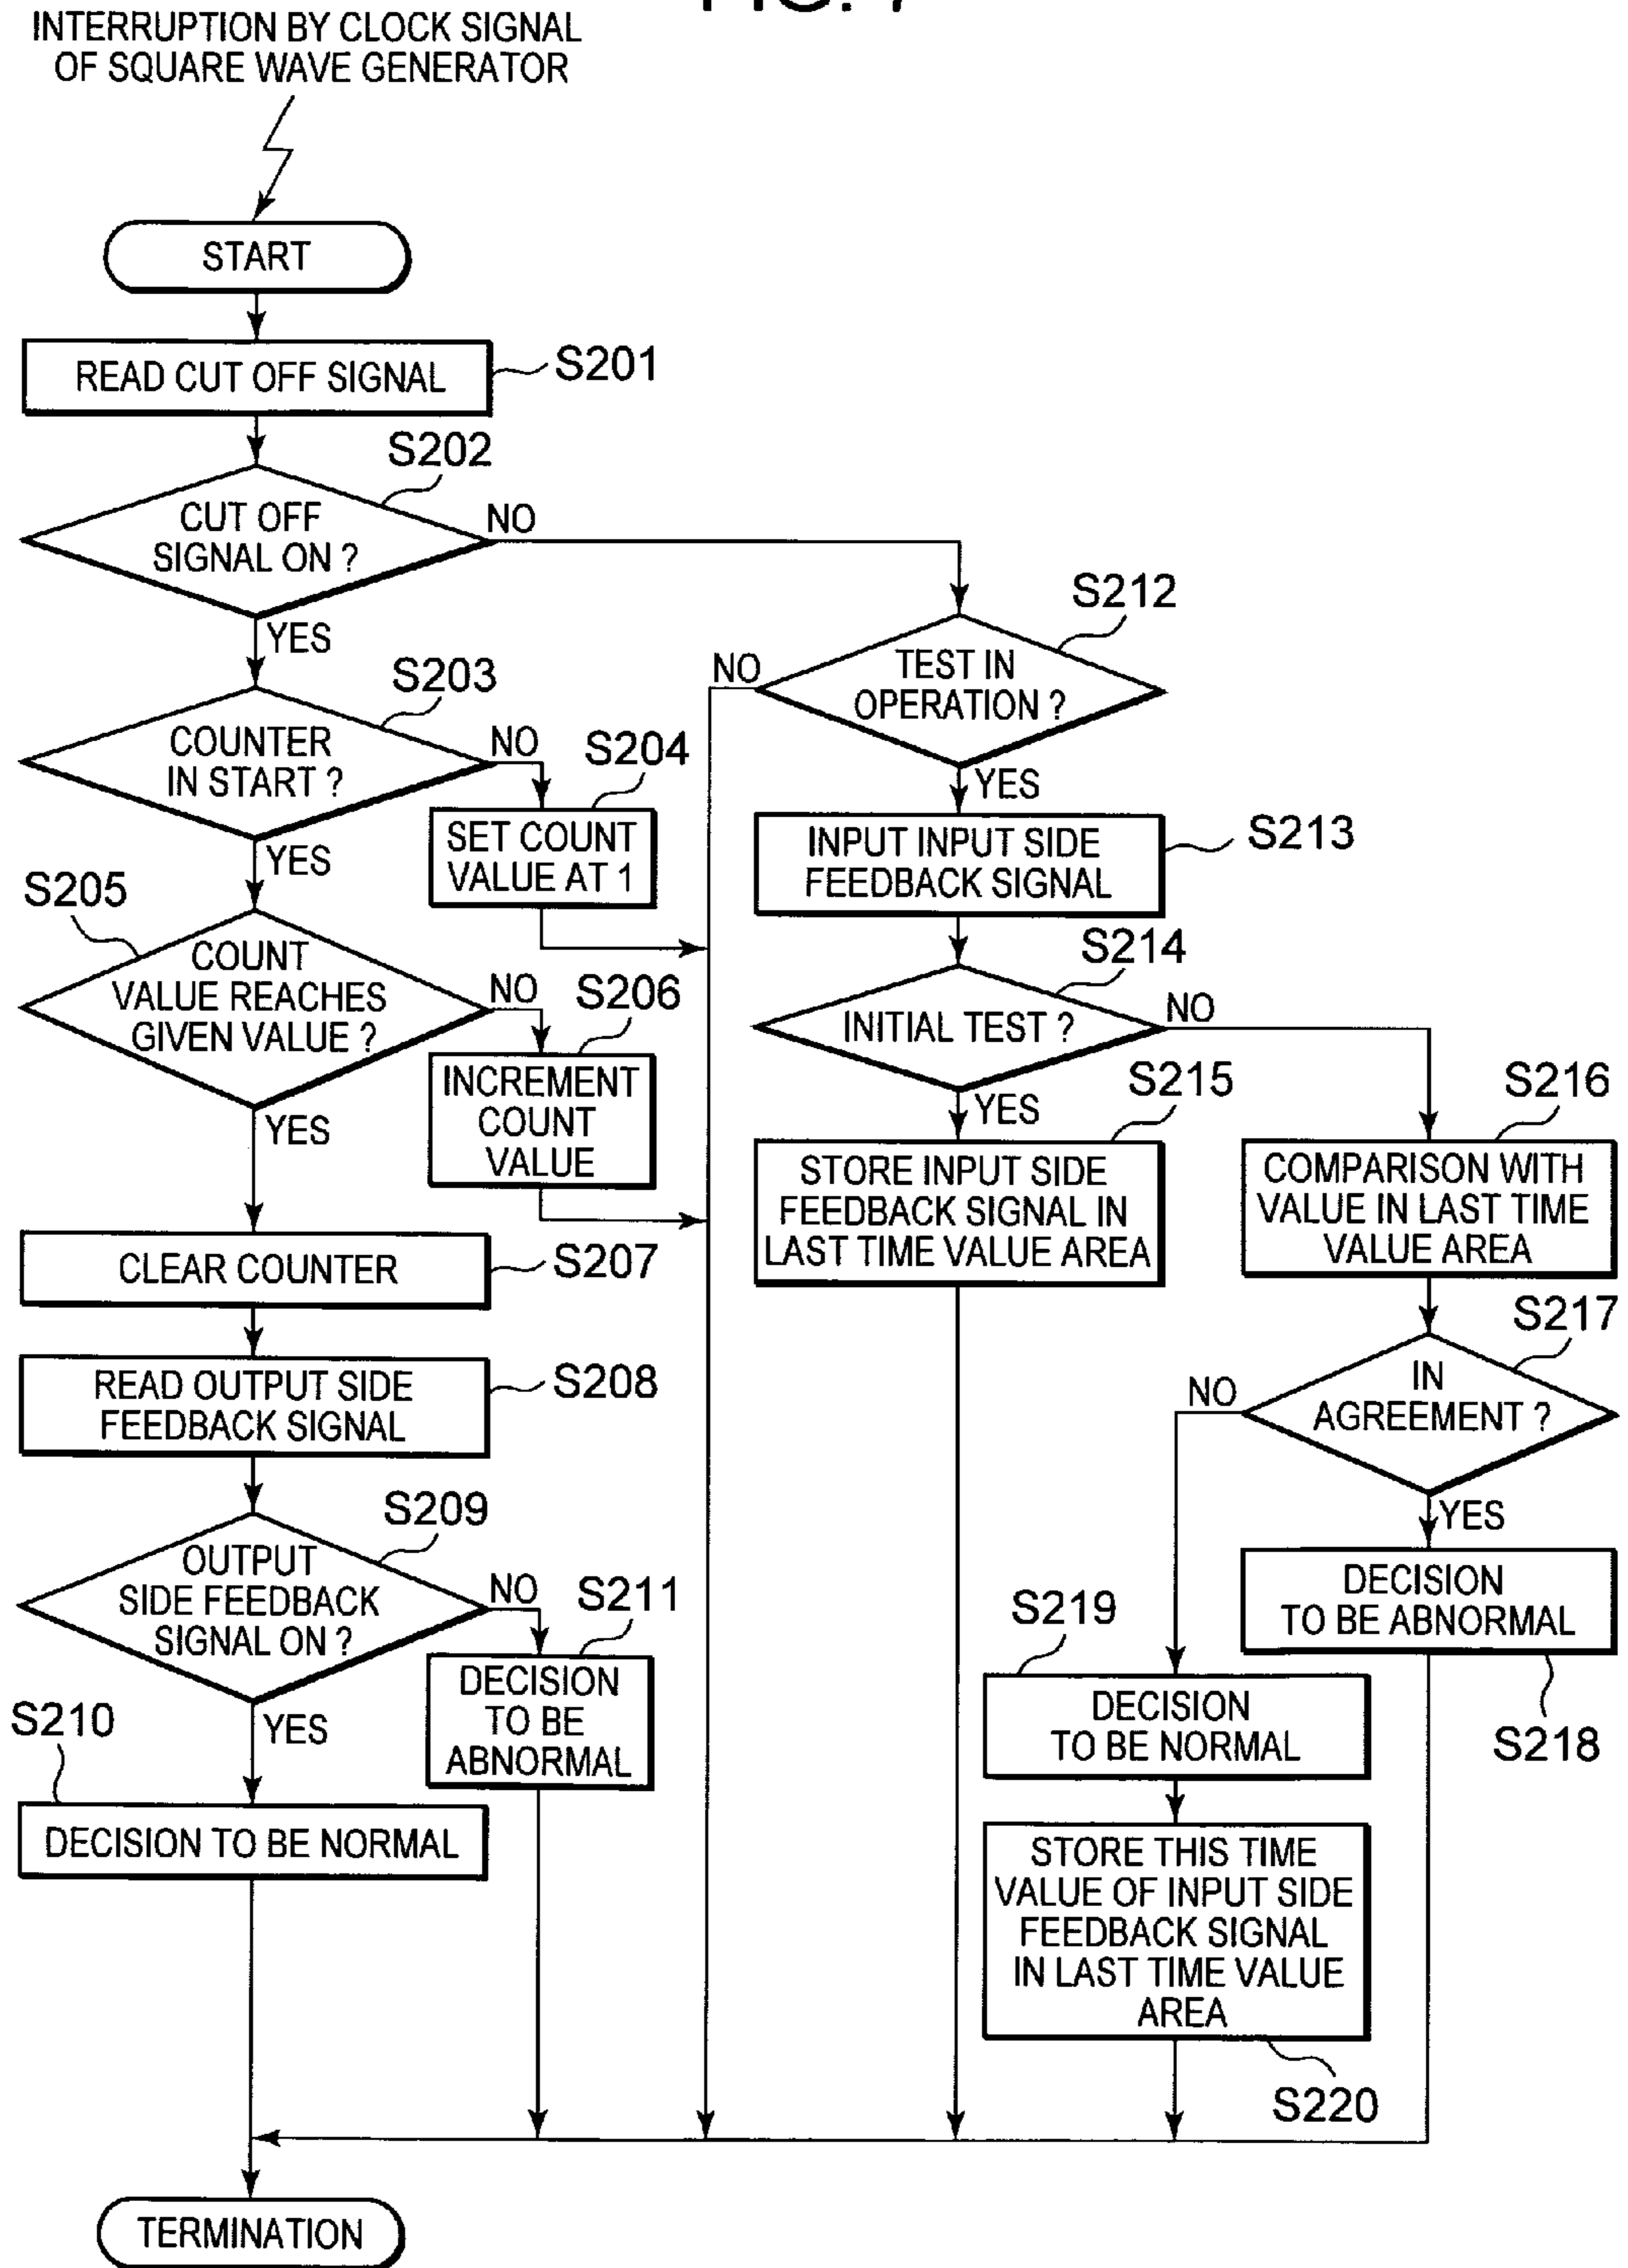 INTERRUPTION BY CLOCK SIGNAL
OF SQUARE WAVE GENERATOR
START
READ CUT OFF SIGNAL
S201
S202
CUT OFF
SIGNAL ON ?
NO
YES
S203
COUNTER
IN START ?
NO
YES
S204
SET COUNT
VALUE AT 1
S205
COUNT
VALUE REACHES
GIVEN VALUE ?
NO
YES
S206
INCREMENT
COUNT
VALUE
CLEAR COUNTER
S207
READ OUTPUT SIDE
FEEDBACK SIGNAL
S208
S209
OUTPUT
SIDE FEEDBACK
SIGNAL ON ?
NO
YES
S211
DECISION
TO BE
ABNORMAL
S210
DECISION TO BE NORMAL
S212
TEST IN
OPERATION ?
NO
YES
INPUT INPUT SIDE
FEEDBACK SIGNAL
S213
S214
INITIAL TEST ?
NO
YES
S215
STORE INPUT SIDE
FEEDBACK SIGNAL IN
LAST TIME VALUE AREA
S216
COMPARISON WITH
VALUE IN LAST TIME
VALUE AREA
S217
IN
AGREEMENT ?
NO
YES
DECISION
TO BE ABNORMAL
S218
S219
DECISION
TO BE NORMAL
STORE THIS TIME
VALUE OF INPUT SIDE
FEEDBACK SIGNAL
IN LAST TIME VALUE
AREA
S220
TERMINATION